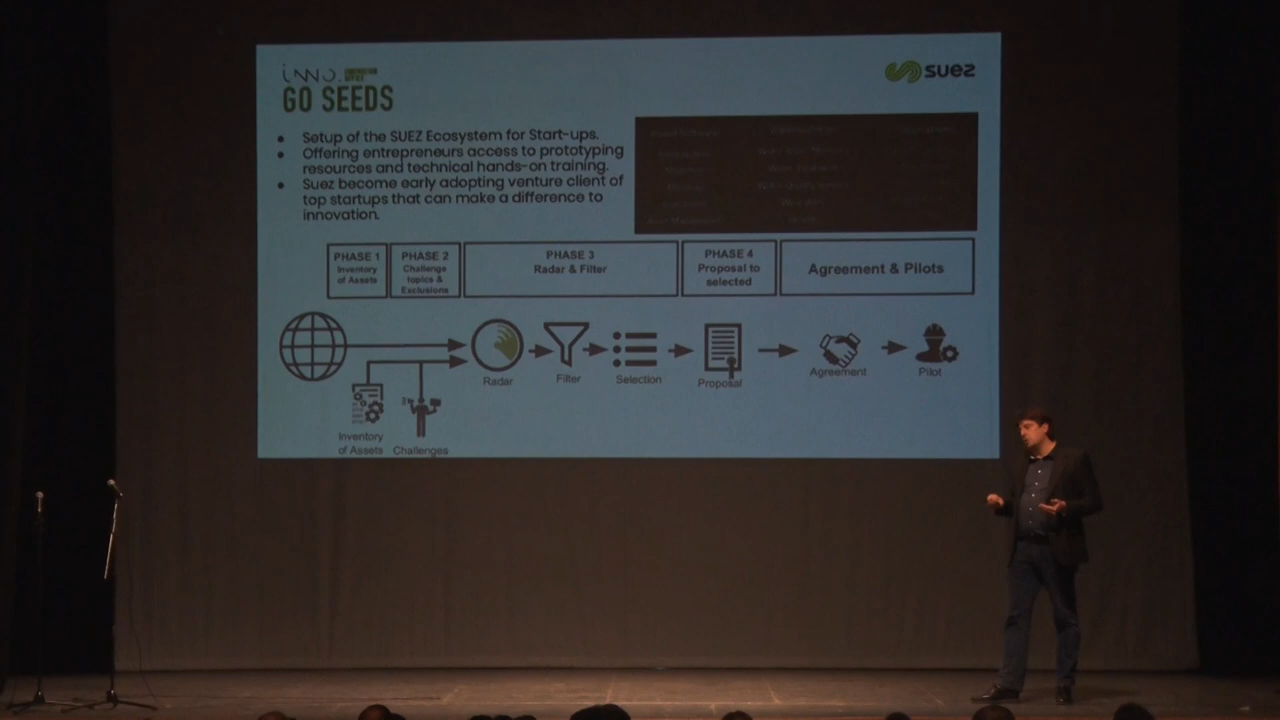 INNO.
GO SEEDS
suez
Setup of the SUEZ Ecosystem for Start-ups.
Offering entrepreneurs access to prototyping
resources and technical hands-on training.
Suez become early adopting venture client of
top startups that can make a difference to
innovation.
PHASE 1
Inventory
of Assets
PHASE 2
Challenge
topics &
Exclusions
PHASE 3
Radar & Filter
PHASE 4
Proposal to
selected
Agreement & Pilots
Radar
Filter
Selection
Proposal
Agreement
Pilot
Inventory
of Assets
Challenges